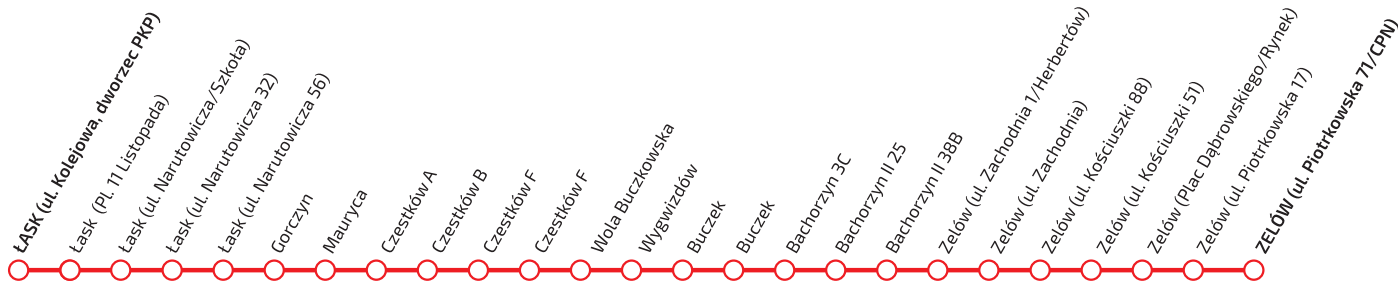 ŁASK (ul. Kolejowa, dworzec PKP)
Łask (Pl. 11 Listopada)
Łask (ul. Narutowicza/Szkoła)
Łask (ul. Narutowicza 32)
Łask (ul. Narutowicza 56)
Gorczyn
Mauryca
Czestków A
Czestków B
Czestków F
Czestków F
Wola Buczkowska
Wygwizdów
Buczek
Buczek
Bachorzyn 3C
Bachorzyn II 25
Bachorzyn II 38B
Zelów (ul. Zachodnia 1/Herbertów)
Zelów (ul. Zachodnia)
Zelów (ul. Kościuszki 88)
Zelów (ul. Kościuszki 51)
Zelów (Plac Dąbrowskiego/Rynek)
Zelów (ul. Piotrkowska 17)
ZELÓW (ul. Piotrkowska 71/CPN)